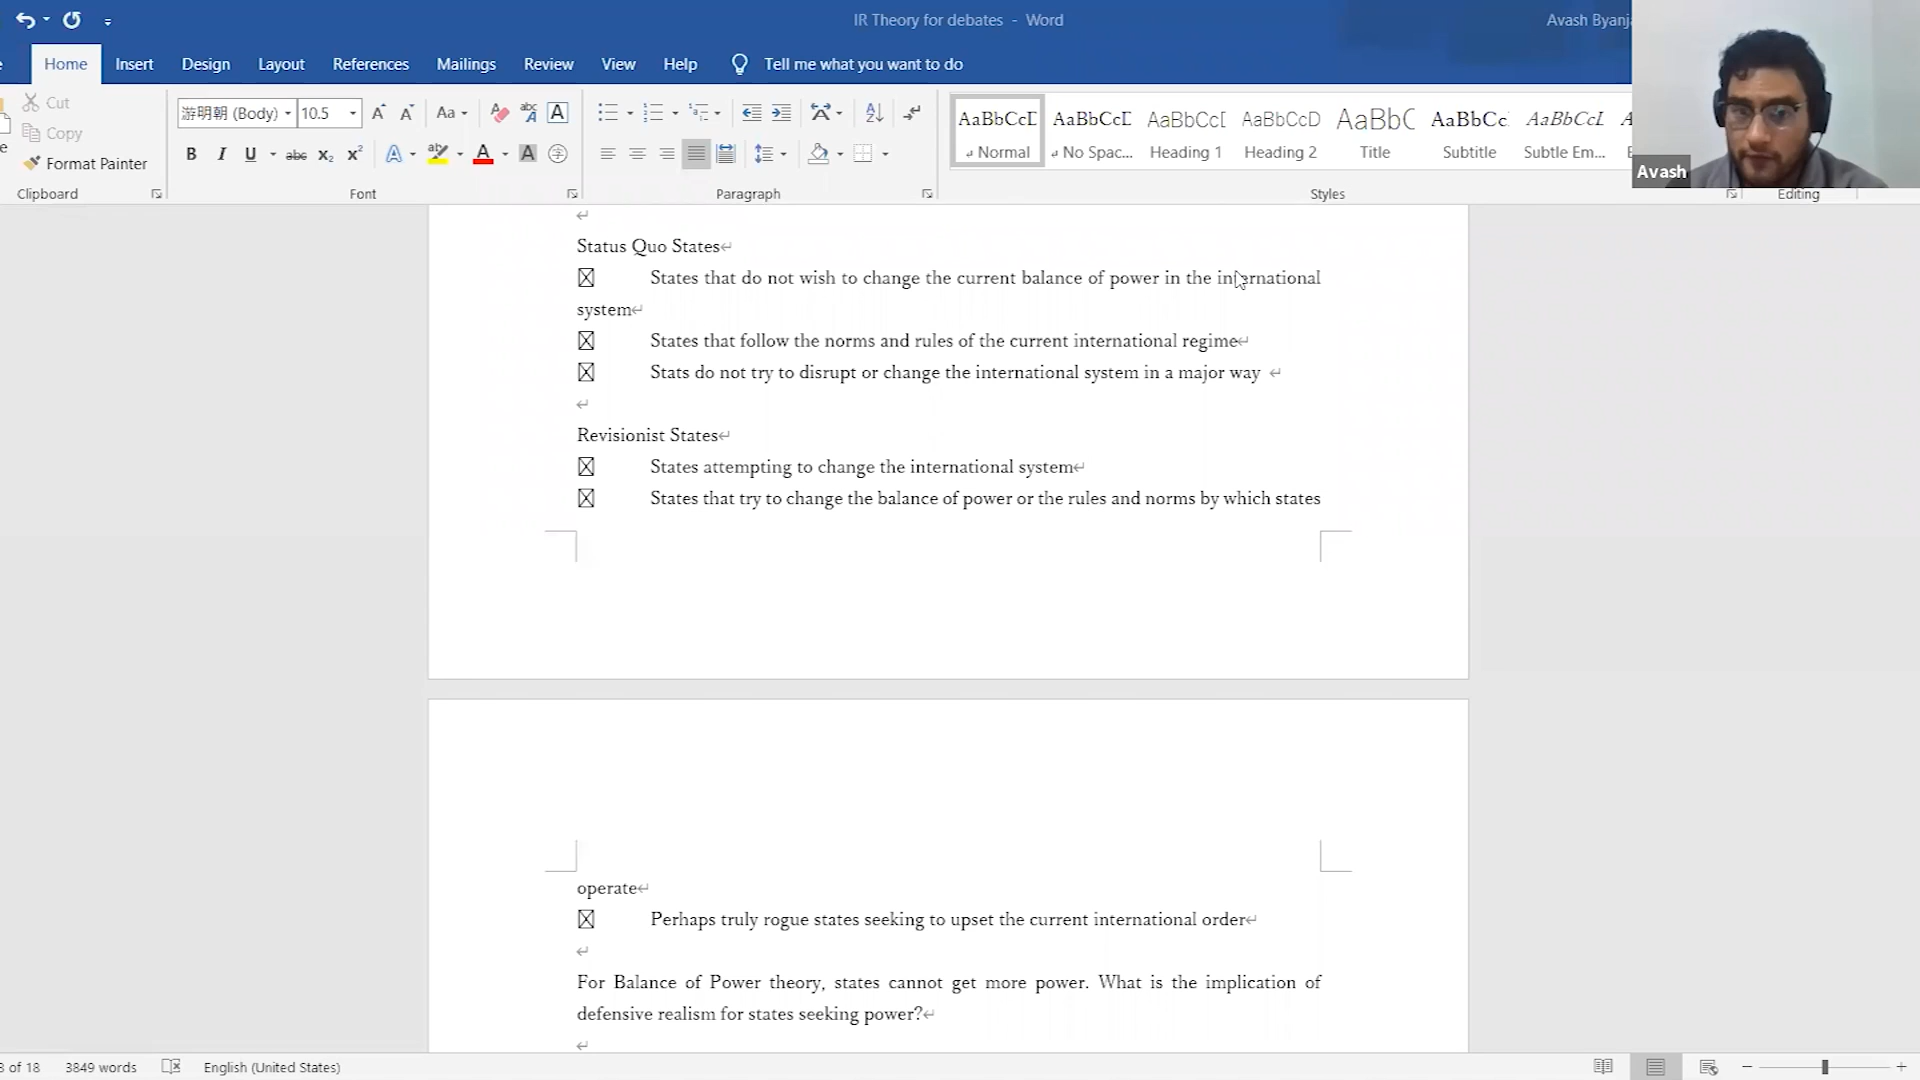 IR Theory for debates - Word
Avash Byanj
Home Insert Design Layout References Mailings Review View Help Tell me what you want to do
Cut
Copy
Format Painter
Clipboard
游明朝 (Body) 10.5
Font
Paragraph
AaBbCcD AaBbCcD AaBbCcD AaBbCcD AaBbC AaBbCc AaBbCcL
Normal No Spac... Heading 1 Heading 2 Title Subtitle Subtle Em...
Styles
Editing
Avash
Status Quo States
States that do not wish to change the current balance of power in the international
system
States that follow the norms and rules of the current international regime
Stats do not try to disrupt or change the international system in a major way
Revisionist States
States attempting to change the international system
States that try to change the balance of power or the rules and norms by which states
operate
Perhaps truly rogue states seeking to upset the current international order
For Balance of Power theory, states cannot get more power. What is the implication of
defensive realism for states seeking power?
of 18 3849 words English (United States)